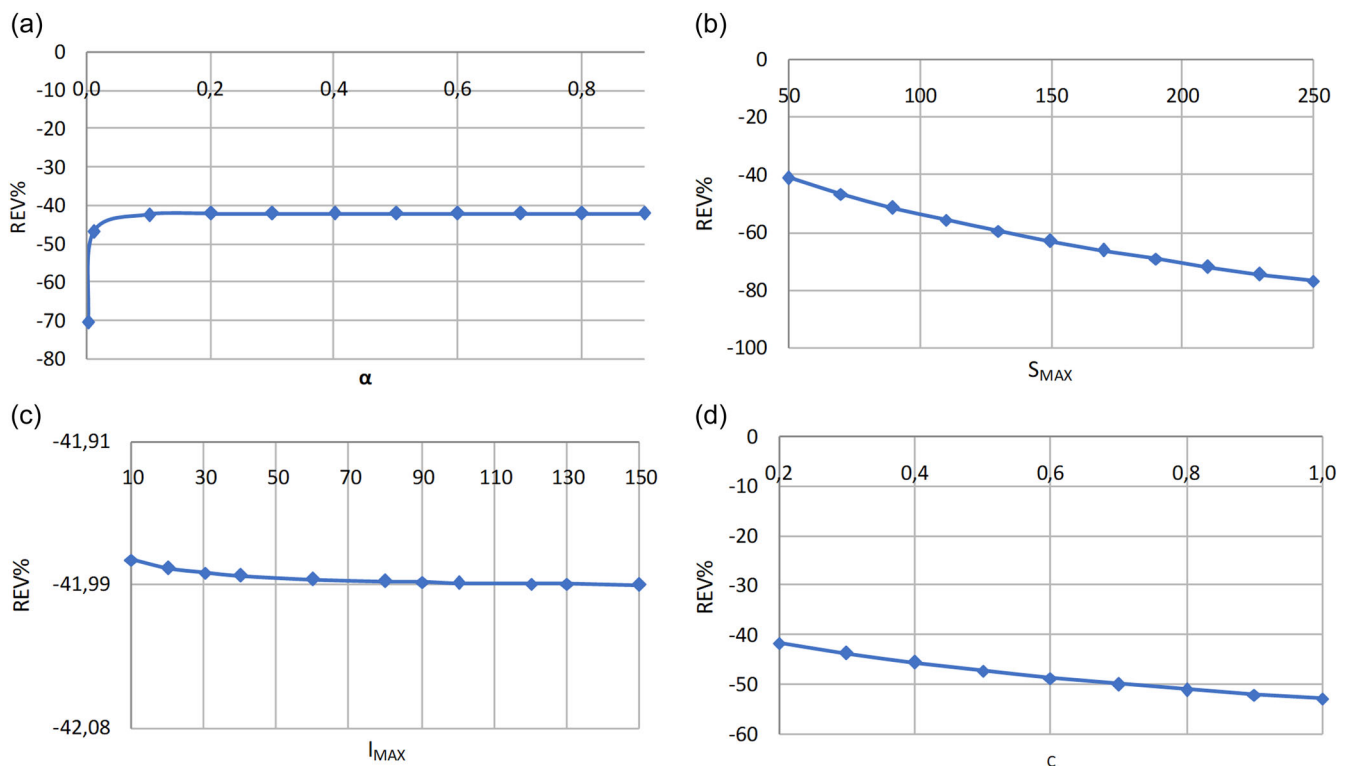 (a)
0
0,0 0,2 0,4 0,6 0,8
-10
-20
-30
-40
-50
-60
-70
-80
REV%
α
(b)
0
50 100 150 200 250
-20
-40
-60
-80
-100
REV%
SMAX
(c)
-41,91
10 30 50 70 90 110 130 150
-41,99
-42,08
REV%
IMAX
(d)
0
0,2 0,4 0,6 0,8 1,0
-10
-20
-30
-40
-50
-60
REV%
c